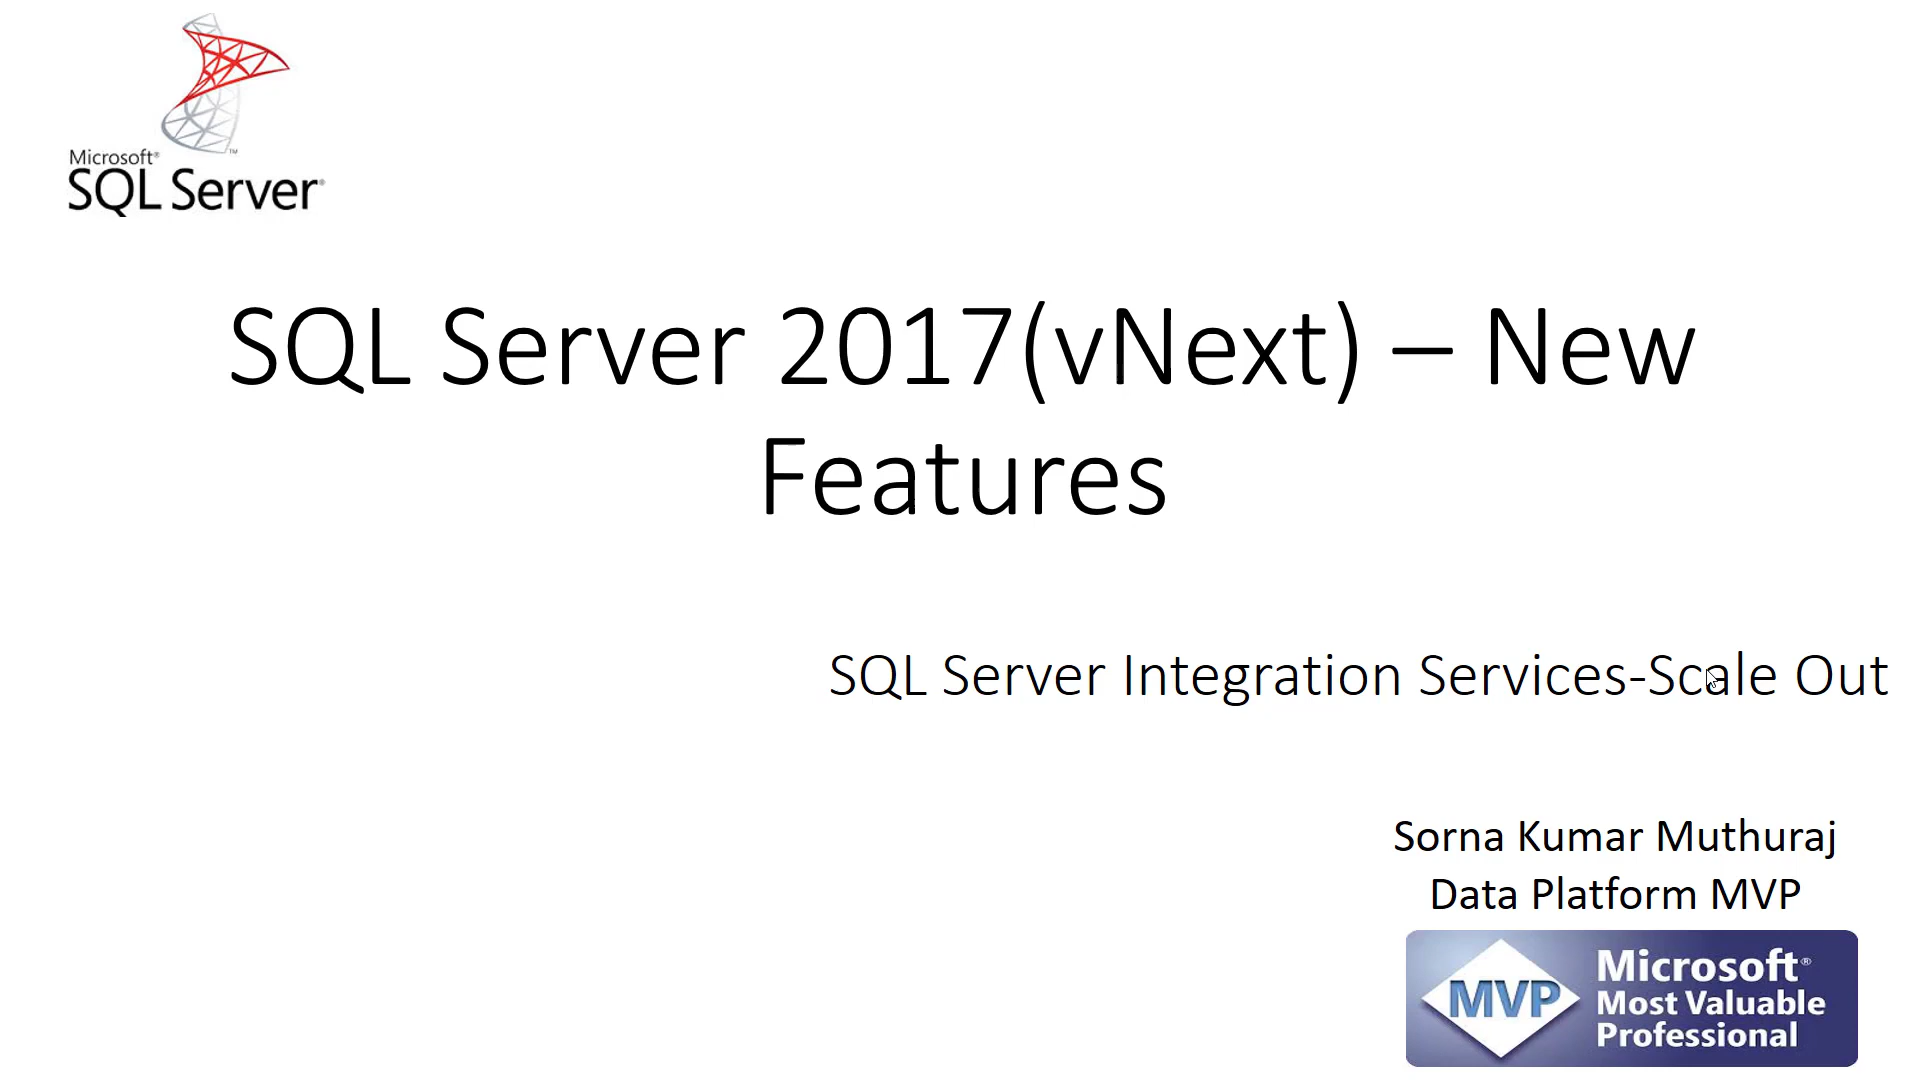 Microsoft®
SQL Server®
SQL Server 2017(vNext) – New
Features
SQL Server Integration Services-Scale Out
Sorna Kumar Muthuraj
Data Platform MVP
MVP
Microsoft®
Most Valuable
Professional